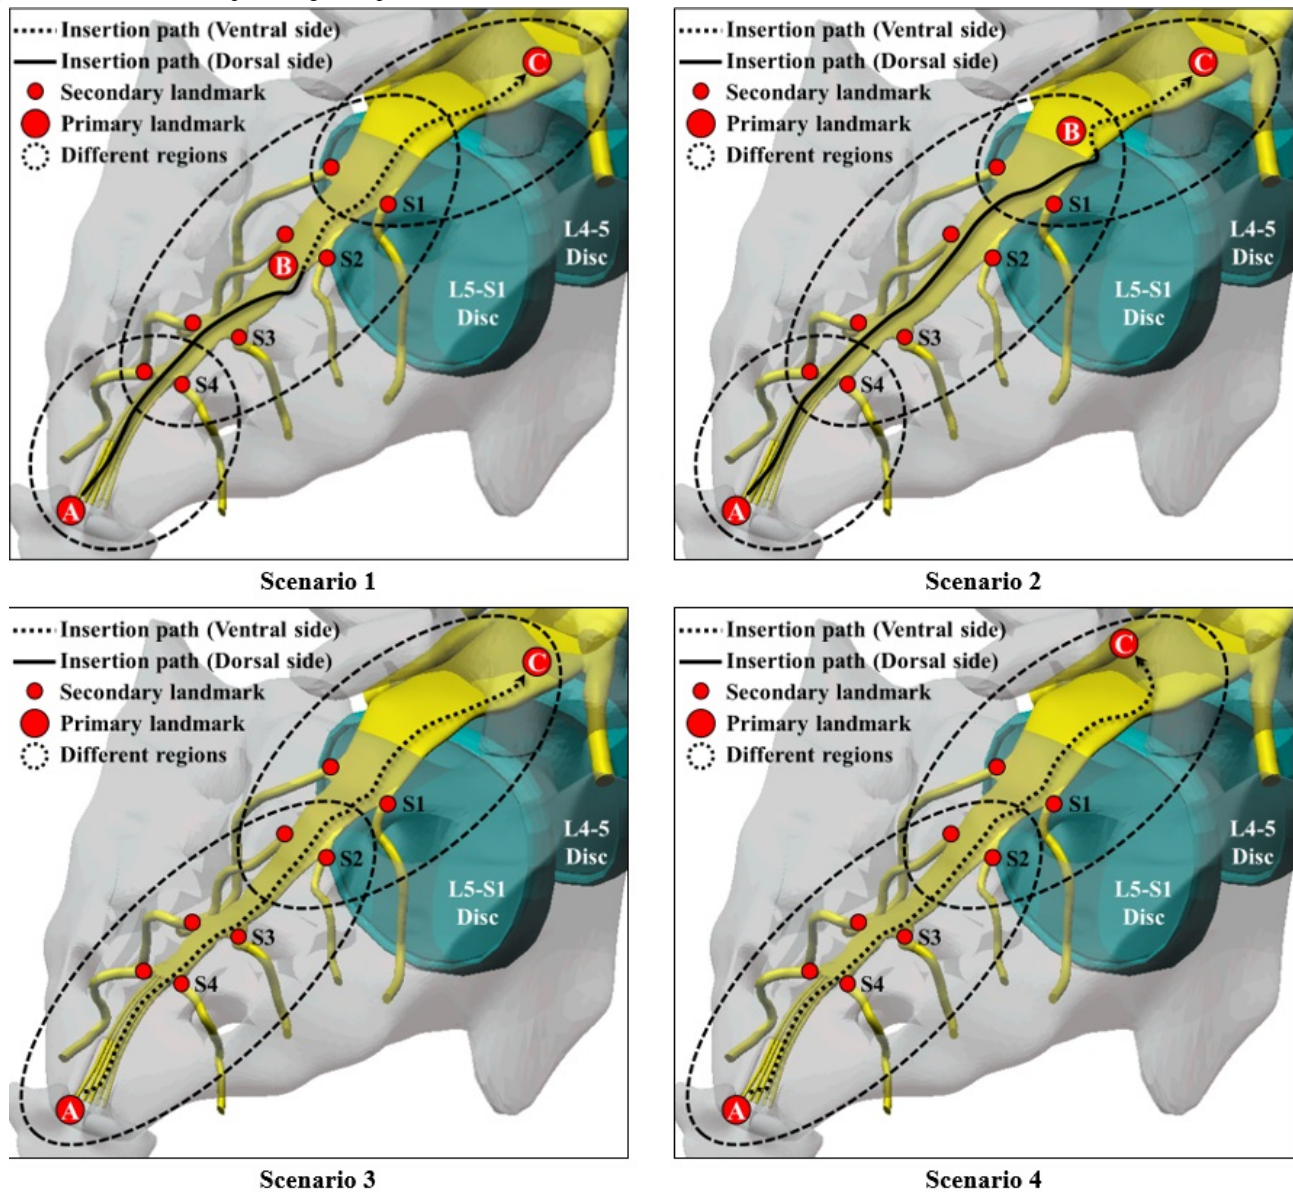 Insertion path (Ventral side)
Insertion path (Dorsal side)
Secondary landmark
Primary landmark
Different regions
C
S1
B
S2
S3
S4
A
L4-5
Disc
L5-S1
Disc
Scenario 1
Insertion path (Ventral side)
Insertion path (Dorsal side)
Secondary landmark
Primary landmark
Different regions
C
B
S1
S2
S3
S4
A
L4-5
Disc
L5-S1
Disc
Scenario 2
Insertion path (Ventral side)
Insertion path (Dorsal side)
Secondary landmark
Primary landmark
Different regions
C
S1
S2
S3
S4
A
L4-5
Disc
L5-S1
Disc
Scenario 3
Insertion path (Ventral side)
Insertion path (Dorsal side)
Secondary landmark
Primary landmark
Different regions
C
S1
S2
S3
S4
A
L4-5
Disc
L5-S1
Disc
Scenario 4